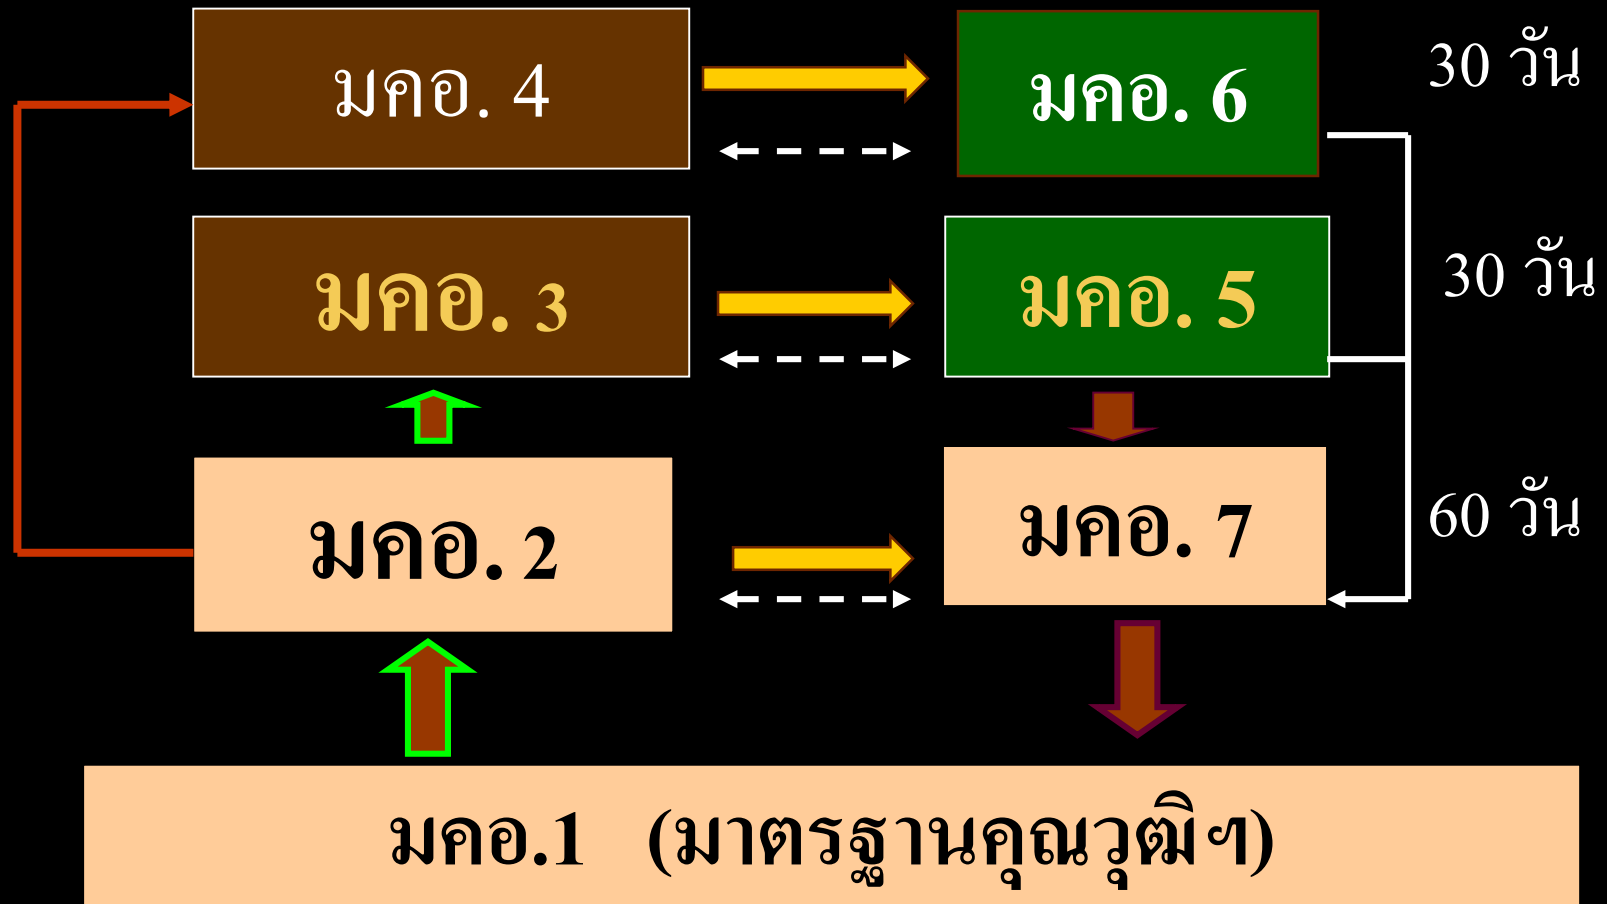 มคอ. 4
มคอ. 6
30 วัน
มคอ. 3
มคอ. 5
30 วัน
มคอ. 2
มคอ. 7
60 วัน
มคอ.1 (มาตรฐานคุณวุฒิฯ)